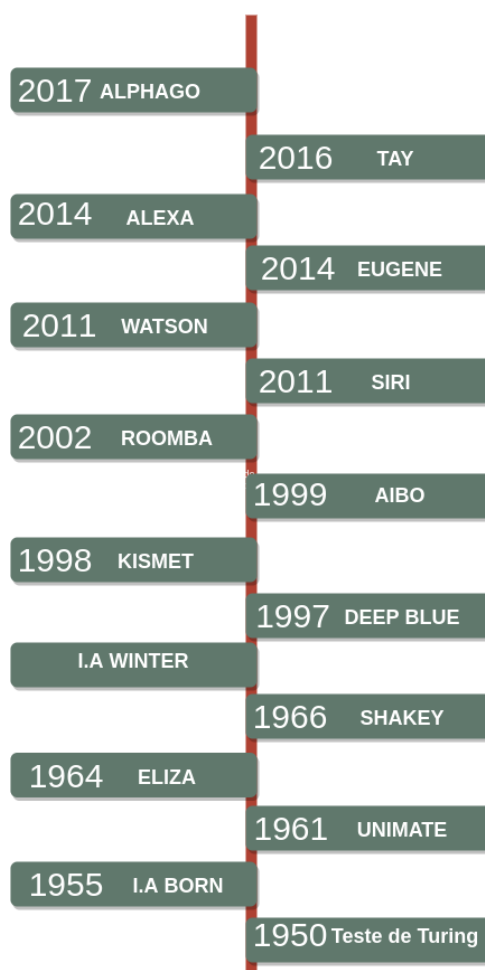 2017 ALPHAGO
2016 TAY
2014 ALEXA
2014 EUGENE
2011 WATSON
2011 SIRI
2002 ROOMBA
de
1999 AIBO
1998 KISMET
1997 DEEP BLUE
I.A WINTER
1966 SHAKEY
1964 ELIZA
1961 UNIMATE
1955 I.A BORN
1950 Teste de Turing